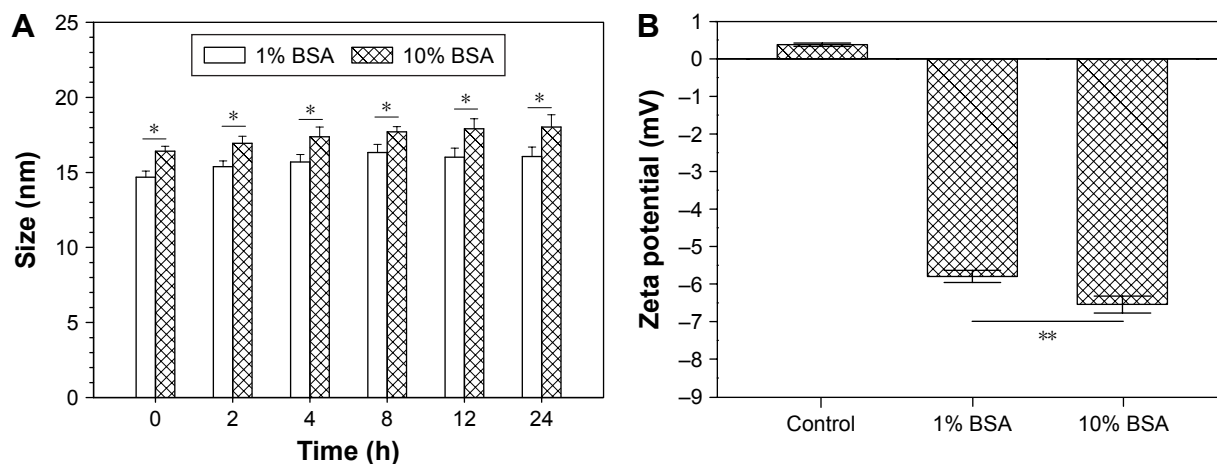 A
25
20
15
10
5
0
Size (nm)
1% BSA 10% BSA
* * * * * *
0 2 4 8 12 24
Time (h)
B
1
0
–1
–2
–3
–4
–5
–6
–7
–8
–9
Zeta potential (mV)
**
Control 1% BSA 10% BSA